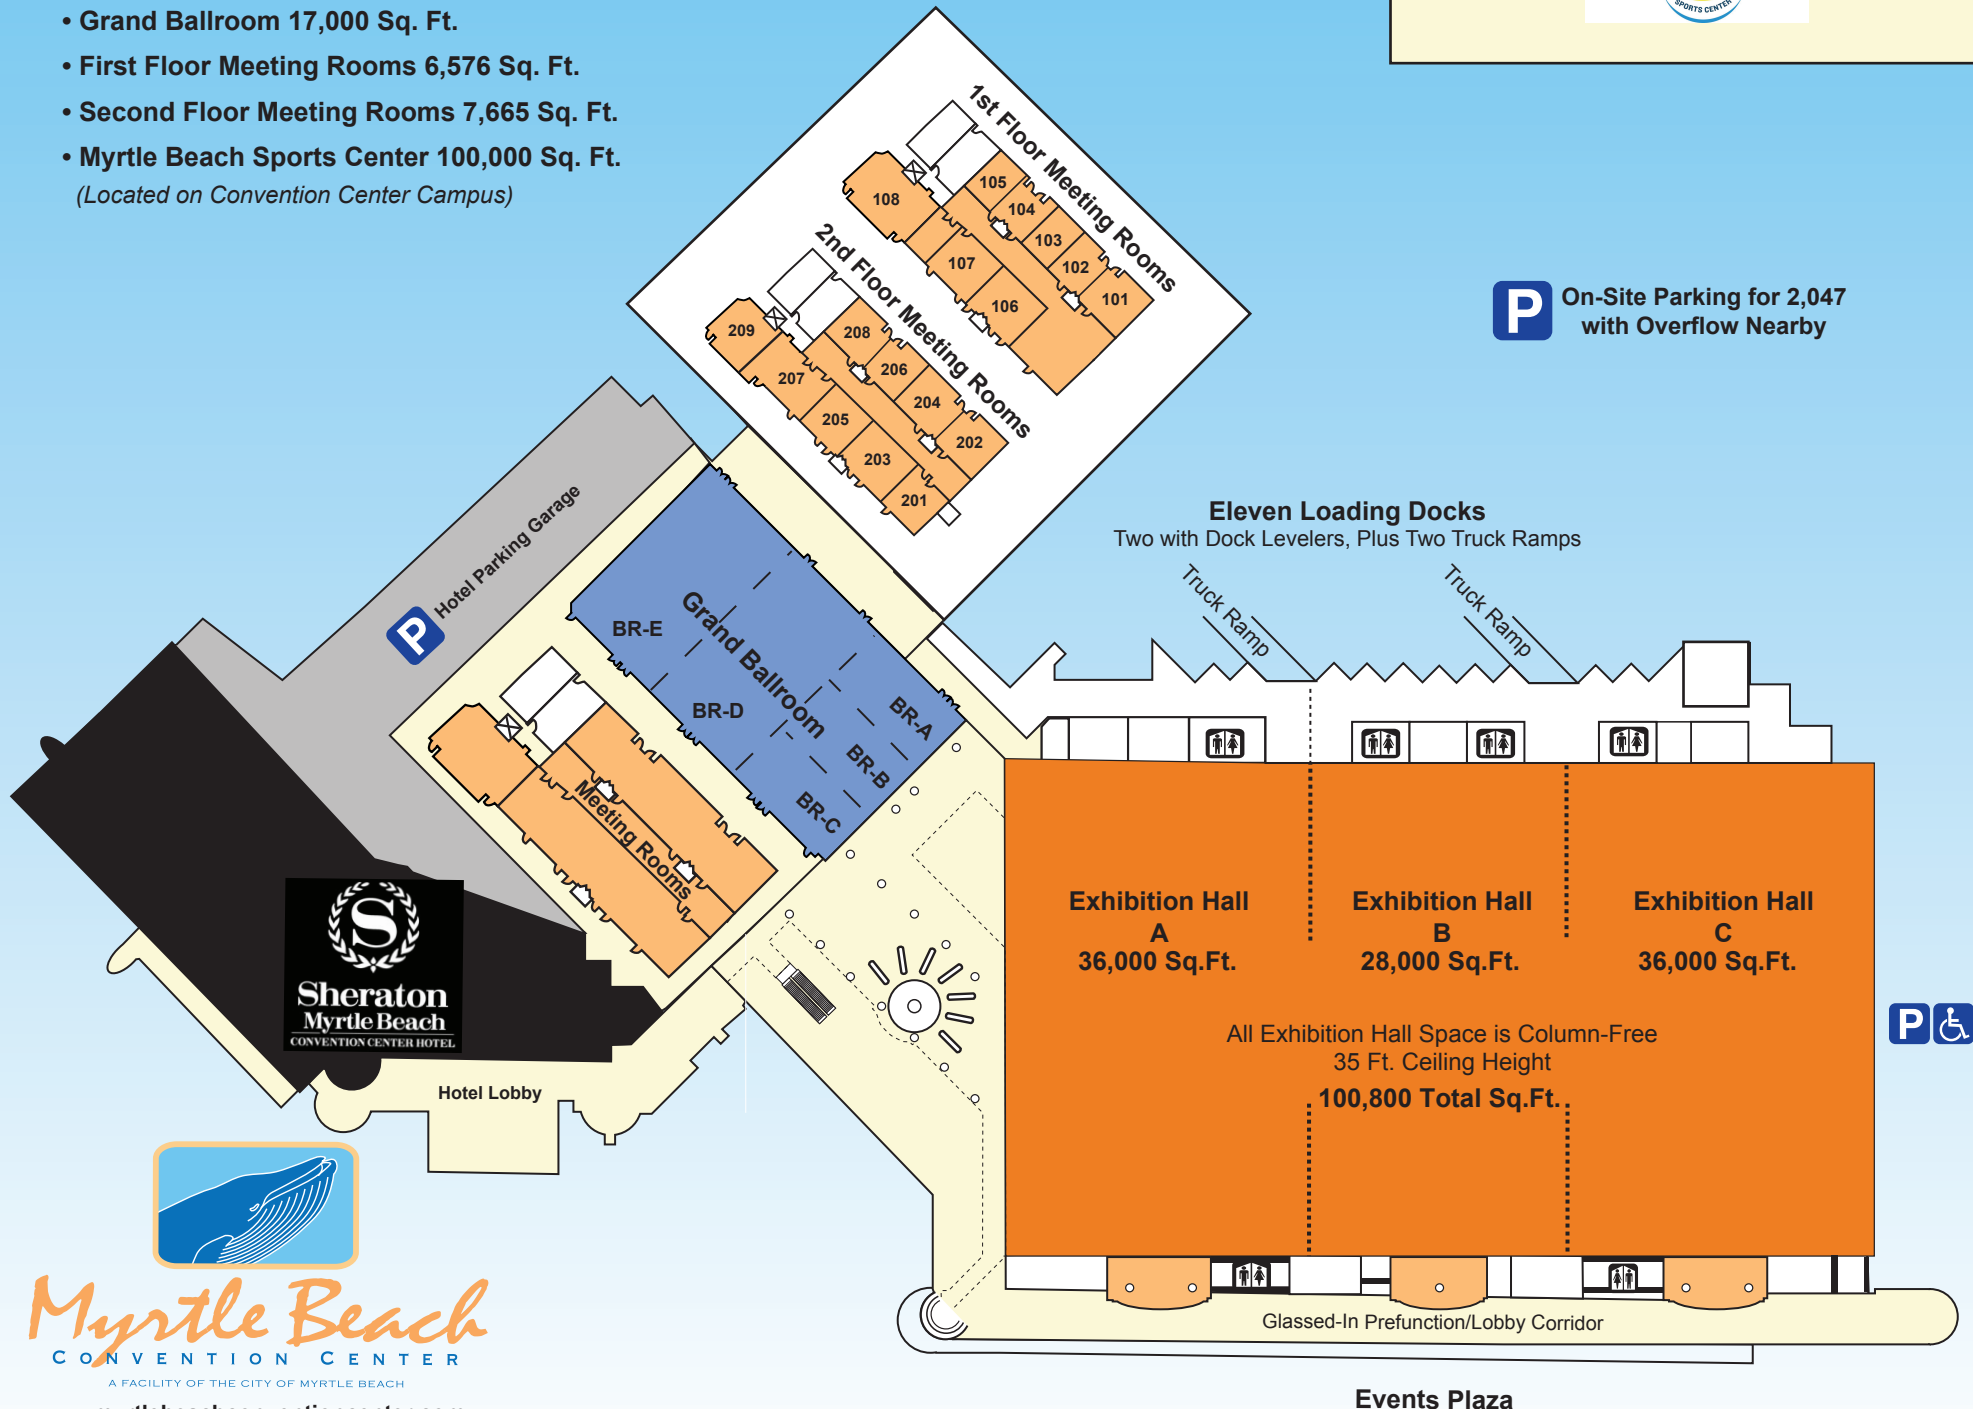 • Grand Ballroom 17,000 Sq. Ft.
• First Floor Meeting Rooms 6,576 Sq. Ft.
• Second Floor Meeting Rooms 7,665 Sq. Ft.
• Myrtle Beach Sports Center 100,000 Sq. Ft.
(Located on Convention Center Campus)
SPORTS CENTER
1st Floor Meeting Rooms
105
104
103
102
101
108
107
106
2nd Floor Meeting Rooms
209
208
207
206
205
204
203
202
201
P
On-Site Parking for 2,047
with Overflow Nearby
Eleven Loading Docks
Two with Dock Levelers, Plus Two Truck Ramps
Truck Ramp
Truck Ramp
P
Hotel Parking Garage
Grand Ballroom
BR-E
BR-D
BR-A
BR-B
BR-C
Meeting Rooms
Exhibition Hall
A
36,000 Sq.Ft.
Exhibition Hall
B
28,000 Sq.Ft.
Exhibition Hall
C
36,000 Sq.Ft.
All Exhibition Hall Space is Column-Free
35 Ft. Ceiling Height
100,800 Total Sq.Ft.
P
S
Sheraton
Myrtle Beach
CONVENTION CENTER HOTEL
Hotel Lobby
Glassed-In Prefunction/Lobby Corridor
Events Plaza
Myrtle Beach
CONVENTION CENTER
A FACILITY OF THE CITY OF MYRTLE BEACH